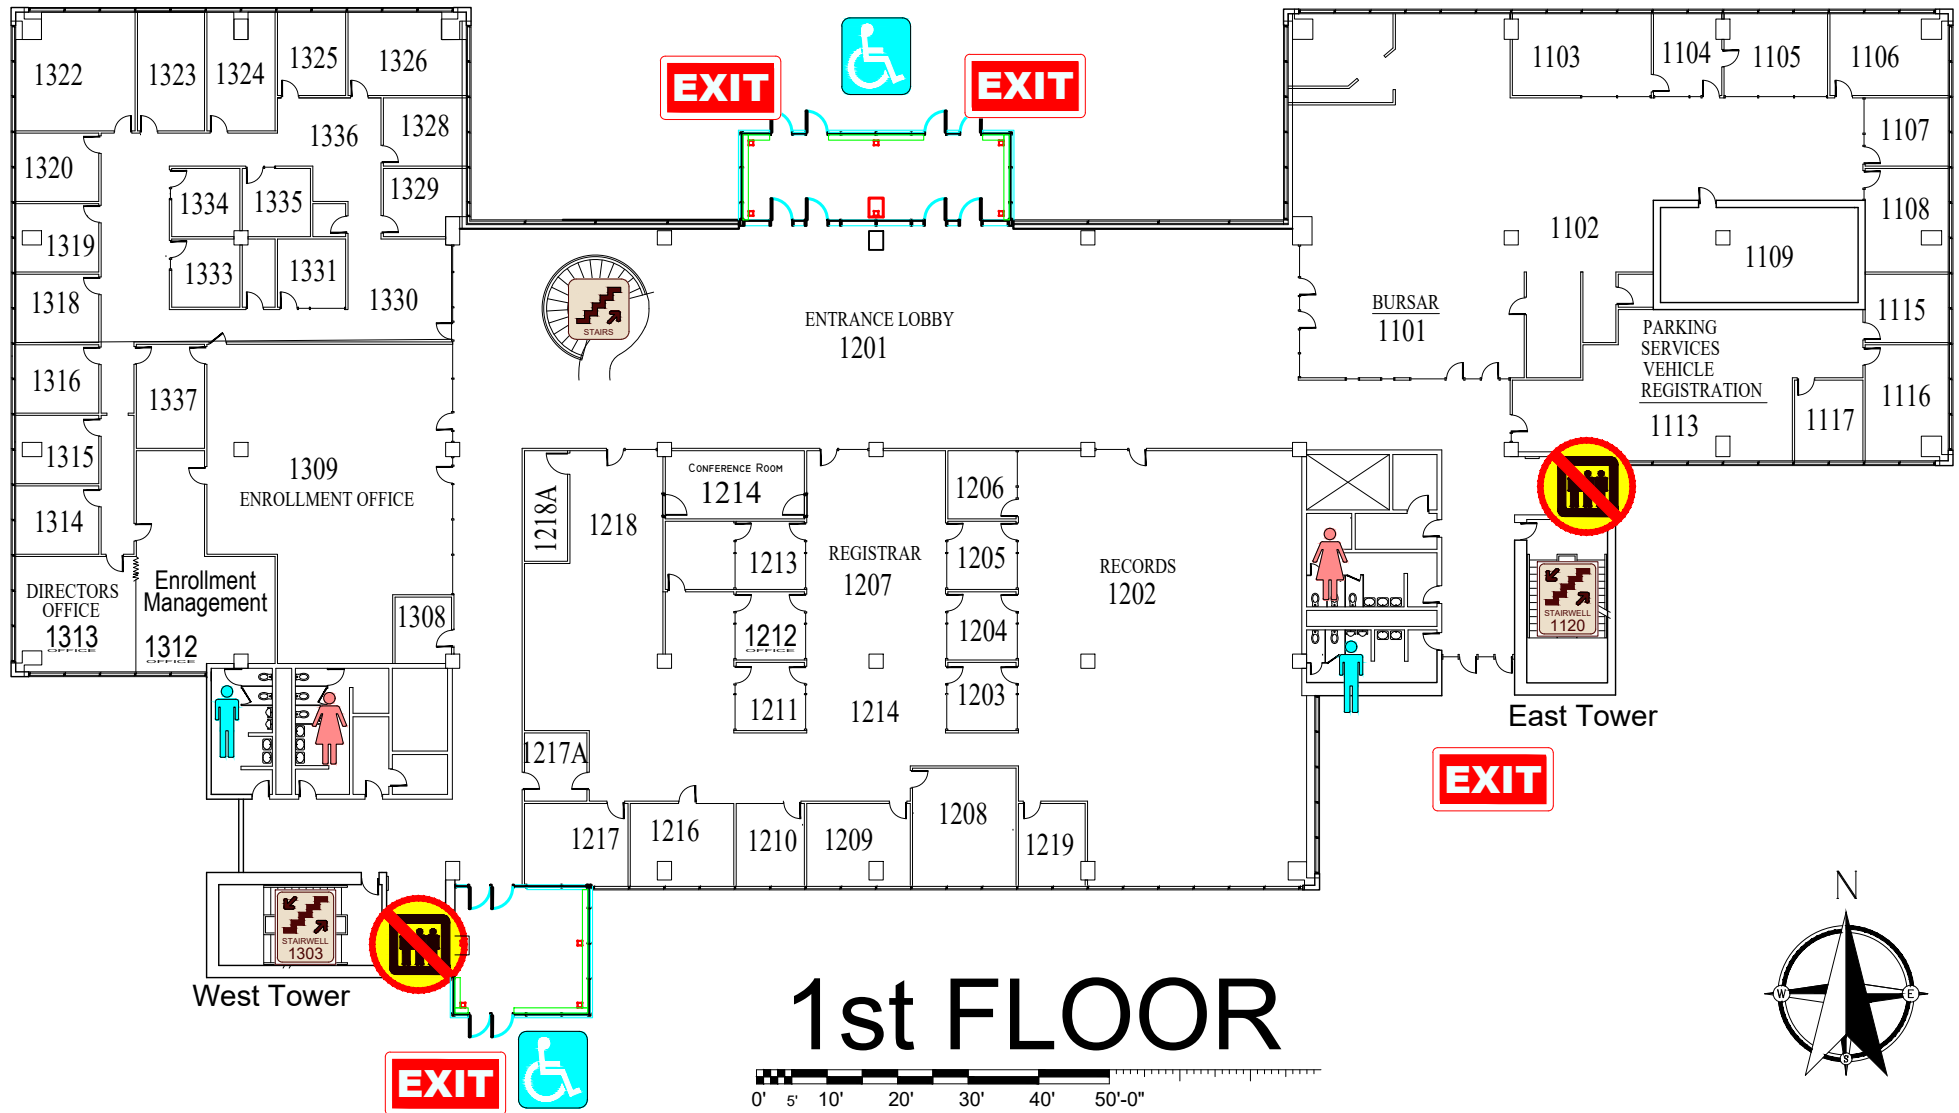 1322
1323
1324
1325
1326
EXIT
EXIT
1103
1104
1105
1106
1336
1328
1107
1320
1334
1335
1329
1108
1319
1333
1331
1102
1109
1318
1330
STAIRS
ENTRANCE LOBBY
1201
BURSAR
1101
1115
PARKING
SERVICES
VEHICLE
REGISTRATION
1113
1316
1337
1116
1117
1315
1309
ENROLLMENT OFFICE
CONFERENCE ROOM
1214
1206
1314
1218A
1218
1213
REGISTRAR
1207
1205
RECORDS
1202
DIRECTORS
OFFICE
1313
OFFICE
Enrollment
Management
1312
OFFICE
1308
1212
OFFICE
1204
STAIRWELL
1120
1211
1214
1203
East Tower
1217A
EXIT
1217
1216
1210
1209
1208
1219
STAIRWELL
1303
West Tower
N
W
E
S
1st FLOOR
EXIT
0' 5' 10' 20' 30' 40' 50'-0"